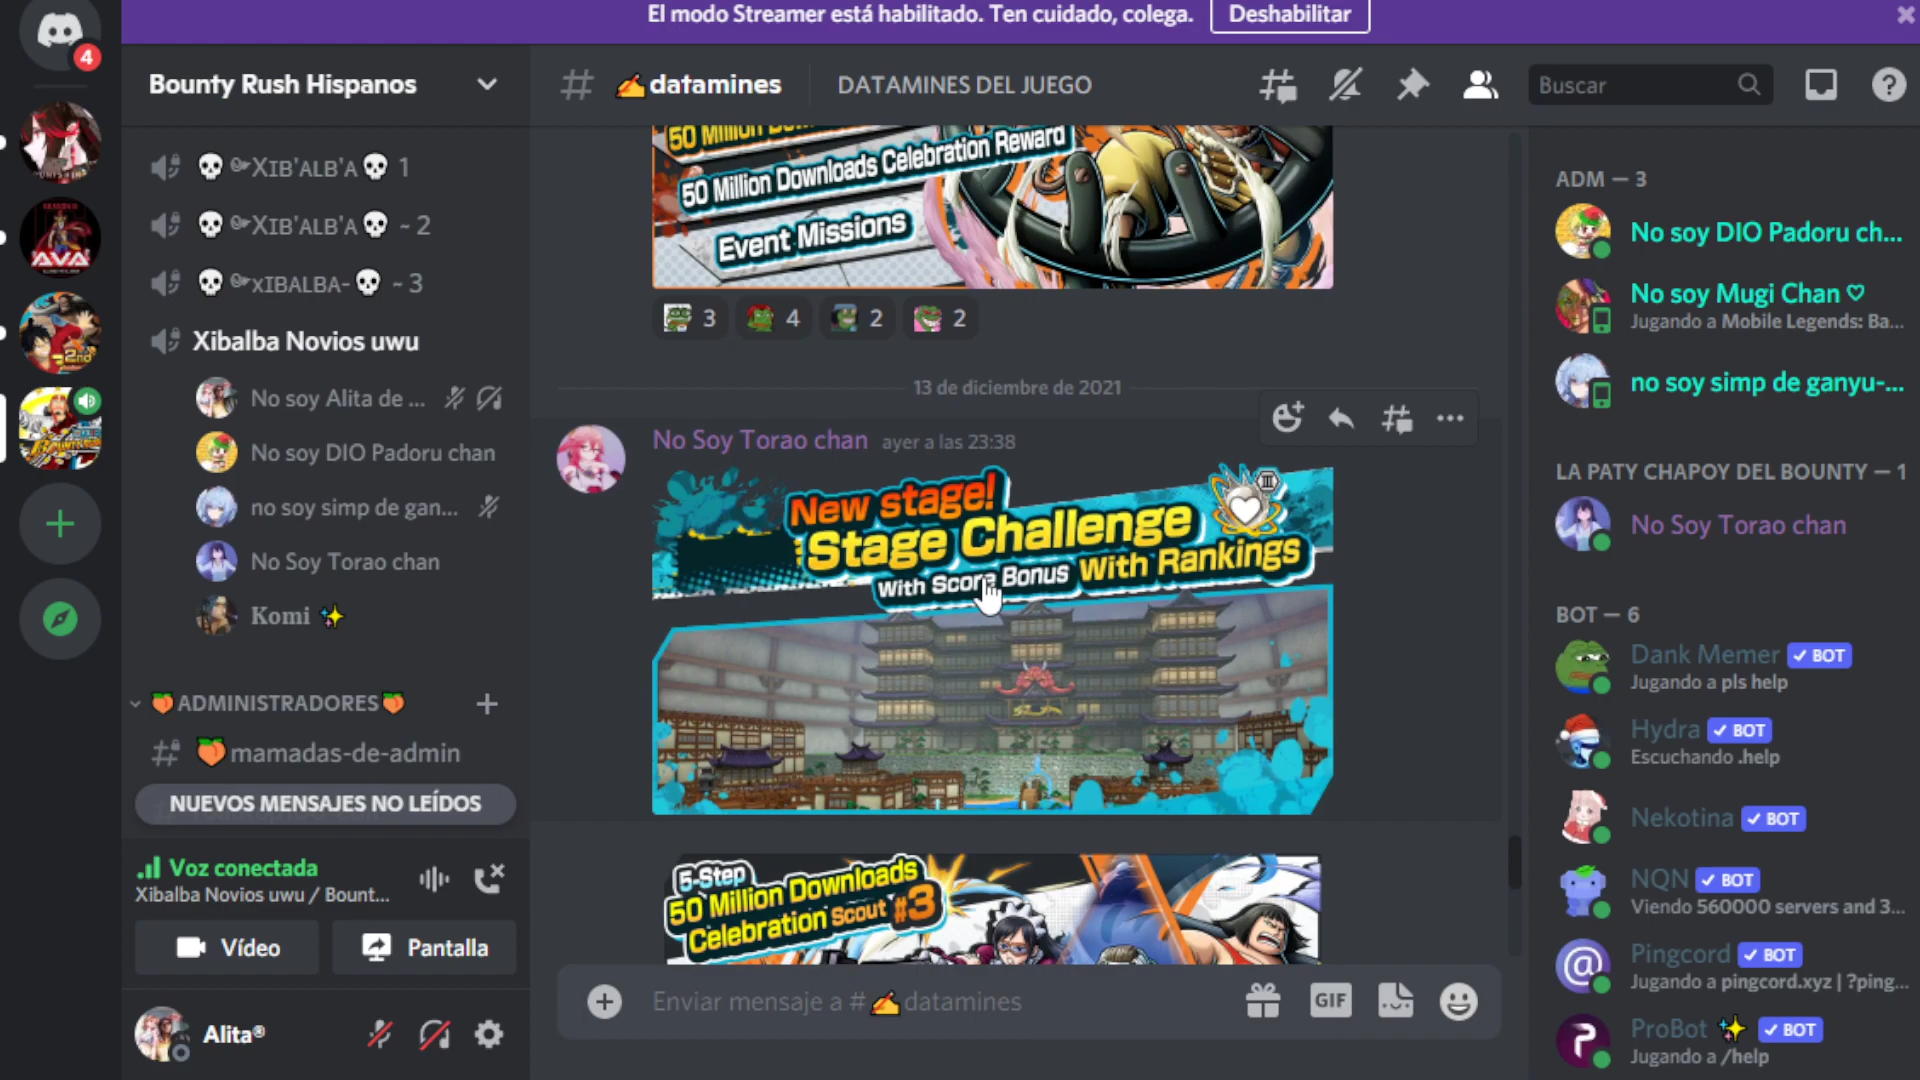 El modo Streamer está habilitado. Ten cuidado, colega.
Deshabilitar
4
Bounty Rush Hispanos
✍️datamines
DATAMINES DEL JUEGO
Buscar
XIB'ALB'A 1
XIB'ALB'A ~ 2
xIBALBA- ~ 3
Xibalba Novios uwu
No soy Alita de ...
No soy DIO Padoru chan
no soy simp de gan...
No Soy Torao chan
Komi ✨
🍑ADMINISTRADORES🍑
🍑mamadas-de-admin
NUEVOS MENSAJES NO LEÍDOS
Voz conectada
Xibalba Novios uwu / Bount...
Vídeo
Pantalla
Alita®
AVA
2nd
50 Million
50 Million Downloads Celebration Reward
Event Missions
3
4
2
2
13 de diciembre de 2021
No Soy Torao chan ayer a las 23:38
New stage!
Stage Challenge
With Score Bonus With Rankings
III
5-Step
50 Million Downloads
Celebration Scout #3
Enviar mensaje a # ✍️ datamines
GIF
ADM — 3
No soy DIO Padoru ch...
No soy Mugi Chan ♡
Jugando a Mobile Legends: Ba...
no soy simp de ganyu-...
LA PATY CHAPOY DEL BOUNTY — 1
No Soy Torao chan
BOT — 6
Dank Memer ✓ BOT
Jugando a pls help
Hydra ✓ BOT
Escuchando .help
Nekotina ✓ BOT
NQN ✓ BOT
Viendo 560000 servers and 3...
Pingcord ✓ BOT
Jugando a pingcord.xyz | ?ping...
ProBot ✨ ✓ BOT
Jugando a /help